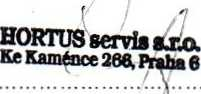 HORTUS servis s.r.o.
Ke Kaménce 266, Praha 6